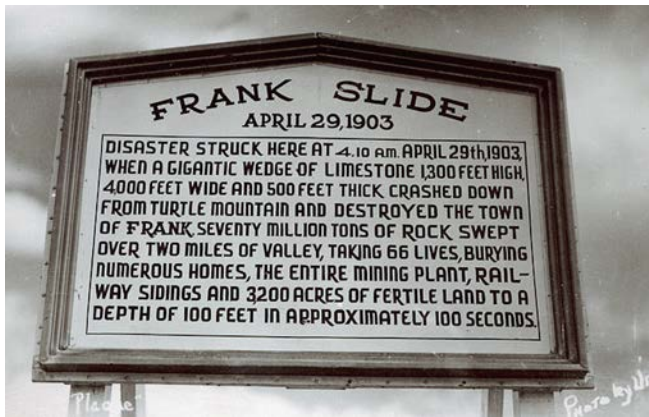 FRANK SLIDE
APRIL 29, 1903
DISASTER STRUCK HERE AT 4.10 A.M. APRIL 29th, 1903,
WHEN A GIGANTIC WEDGE OF LIMESTONE 1,300 FEET HIGH,
4,000 FEET WIDE AND 500 FEET THICK CRASHED DOWN
FROM TURTLE MOUNTAIN AND DESTROYED THE TOWN
OF FRANK. SEVENTY MILLION TONS OF ROCK SWEPT
OVER TWO MILES OF VALLEY, TAKING 66 LIVES, BURYING
NUMEROUS HOMES, THE ENTIRE MINING PLANT, RAIL-
WAY SIDINGS AND 3200 ACRES OF FERTILE LAND TO A
DEPTH OF 100 FEET IN APPROXIMATELY 100 SECONDS.
Plaque
Photo by